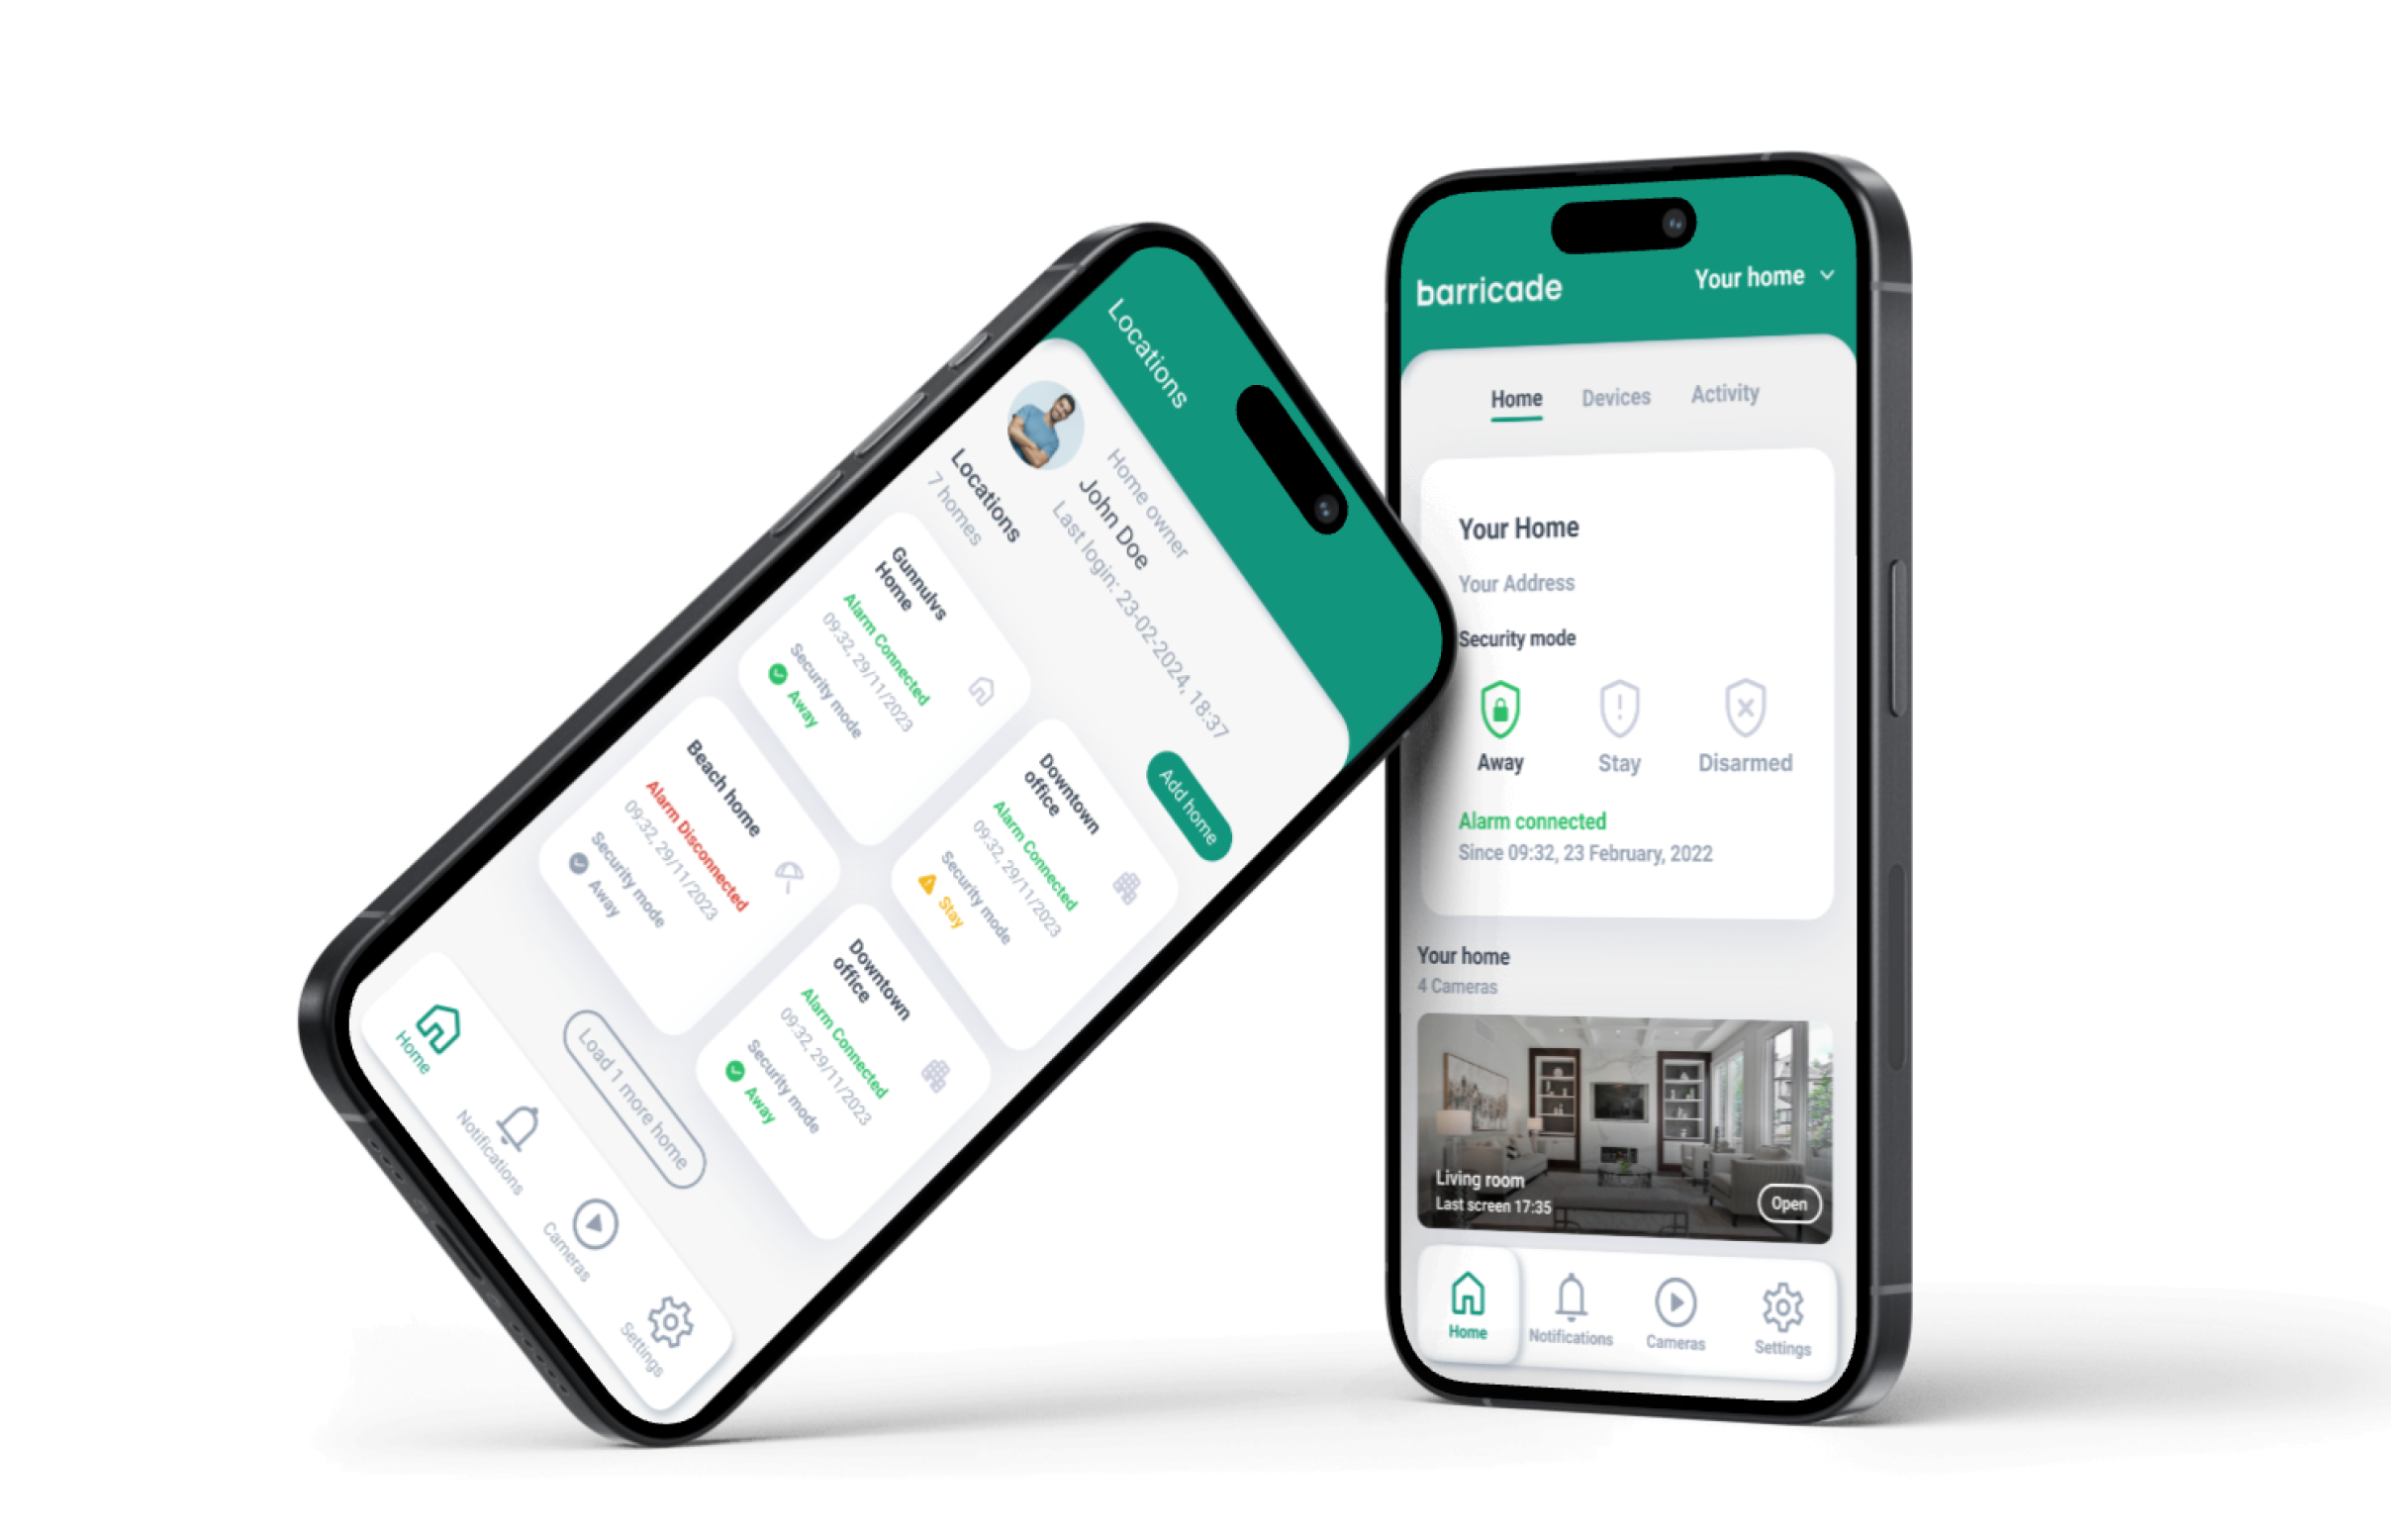 Locations
Home owner
John Doe
Last login: 23-02-2024, 18:37
Locations
7 homes
Add home
Gunnulvs
Home
Alarm Connected
09:32, 29/11/2023
Security mode
Away
Downtown
office
Alarm Connected
09:32, 29/11/2023
Security mode
Stay
Beach home
Alarm Disconnected
09:32, 29/11/2023
Security mode
Away
Downtown
office
Alarm Connected
09:32, 29/11/2023
Security mode
Away
Load 1 more home
Home
Notifications
Cameras
Settings
barricade
Your home
Home Devices Activity
Your Home
Your Address
Security mode
Away Stay Disarmed
Alarm connected
Since 09:32, 23 February, 2022
Your home
4 Cameras
Living room
Last screen 17:35
Open
Home Notifications Cameras Settings